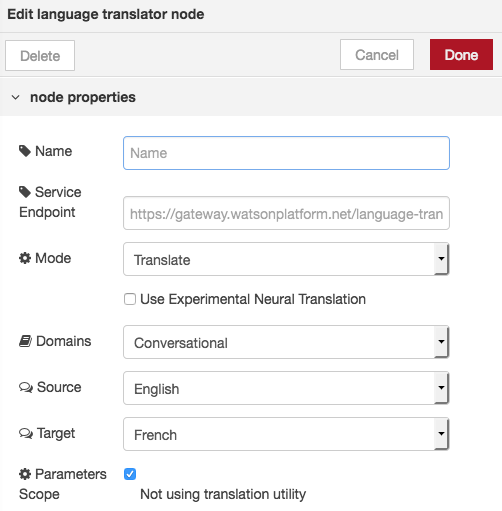 Edit language translator node
Delete Cancel Done
node properties
Name Name
Service
Endpoint https://gateway.watsonplatform.net/language-tran
Mode Translate
Use Experimental Neural Translation
Domains Conversational
Source English
Target French
Parameters
Scope Not using translation utility